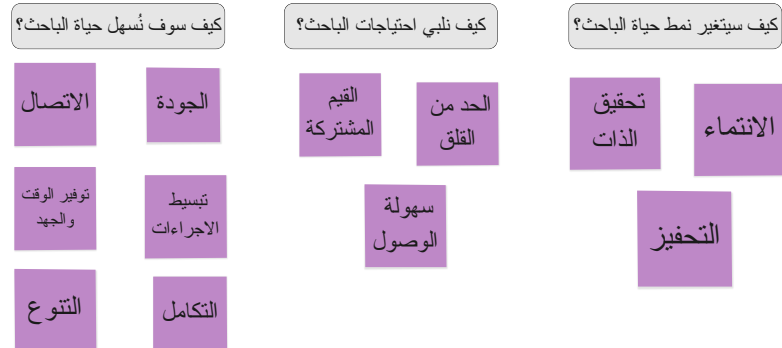 كيف سيتغير نمط حياة الباحث؟
الانتماء
تحقيق
الذات
التحفيز
كيف نلبي احتياجات الباحث؟
الحد من
القلق
القيم
المشتركة
سهولة
الوصول
كيف سوف نُسهل حياة الباحث؟
الجودة
الاتصال
تبسيط
الاجراءات
توفير الوقت
والجهد
التكامل
التنوع